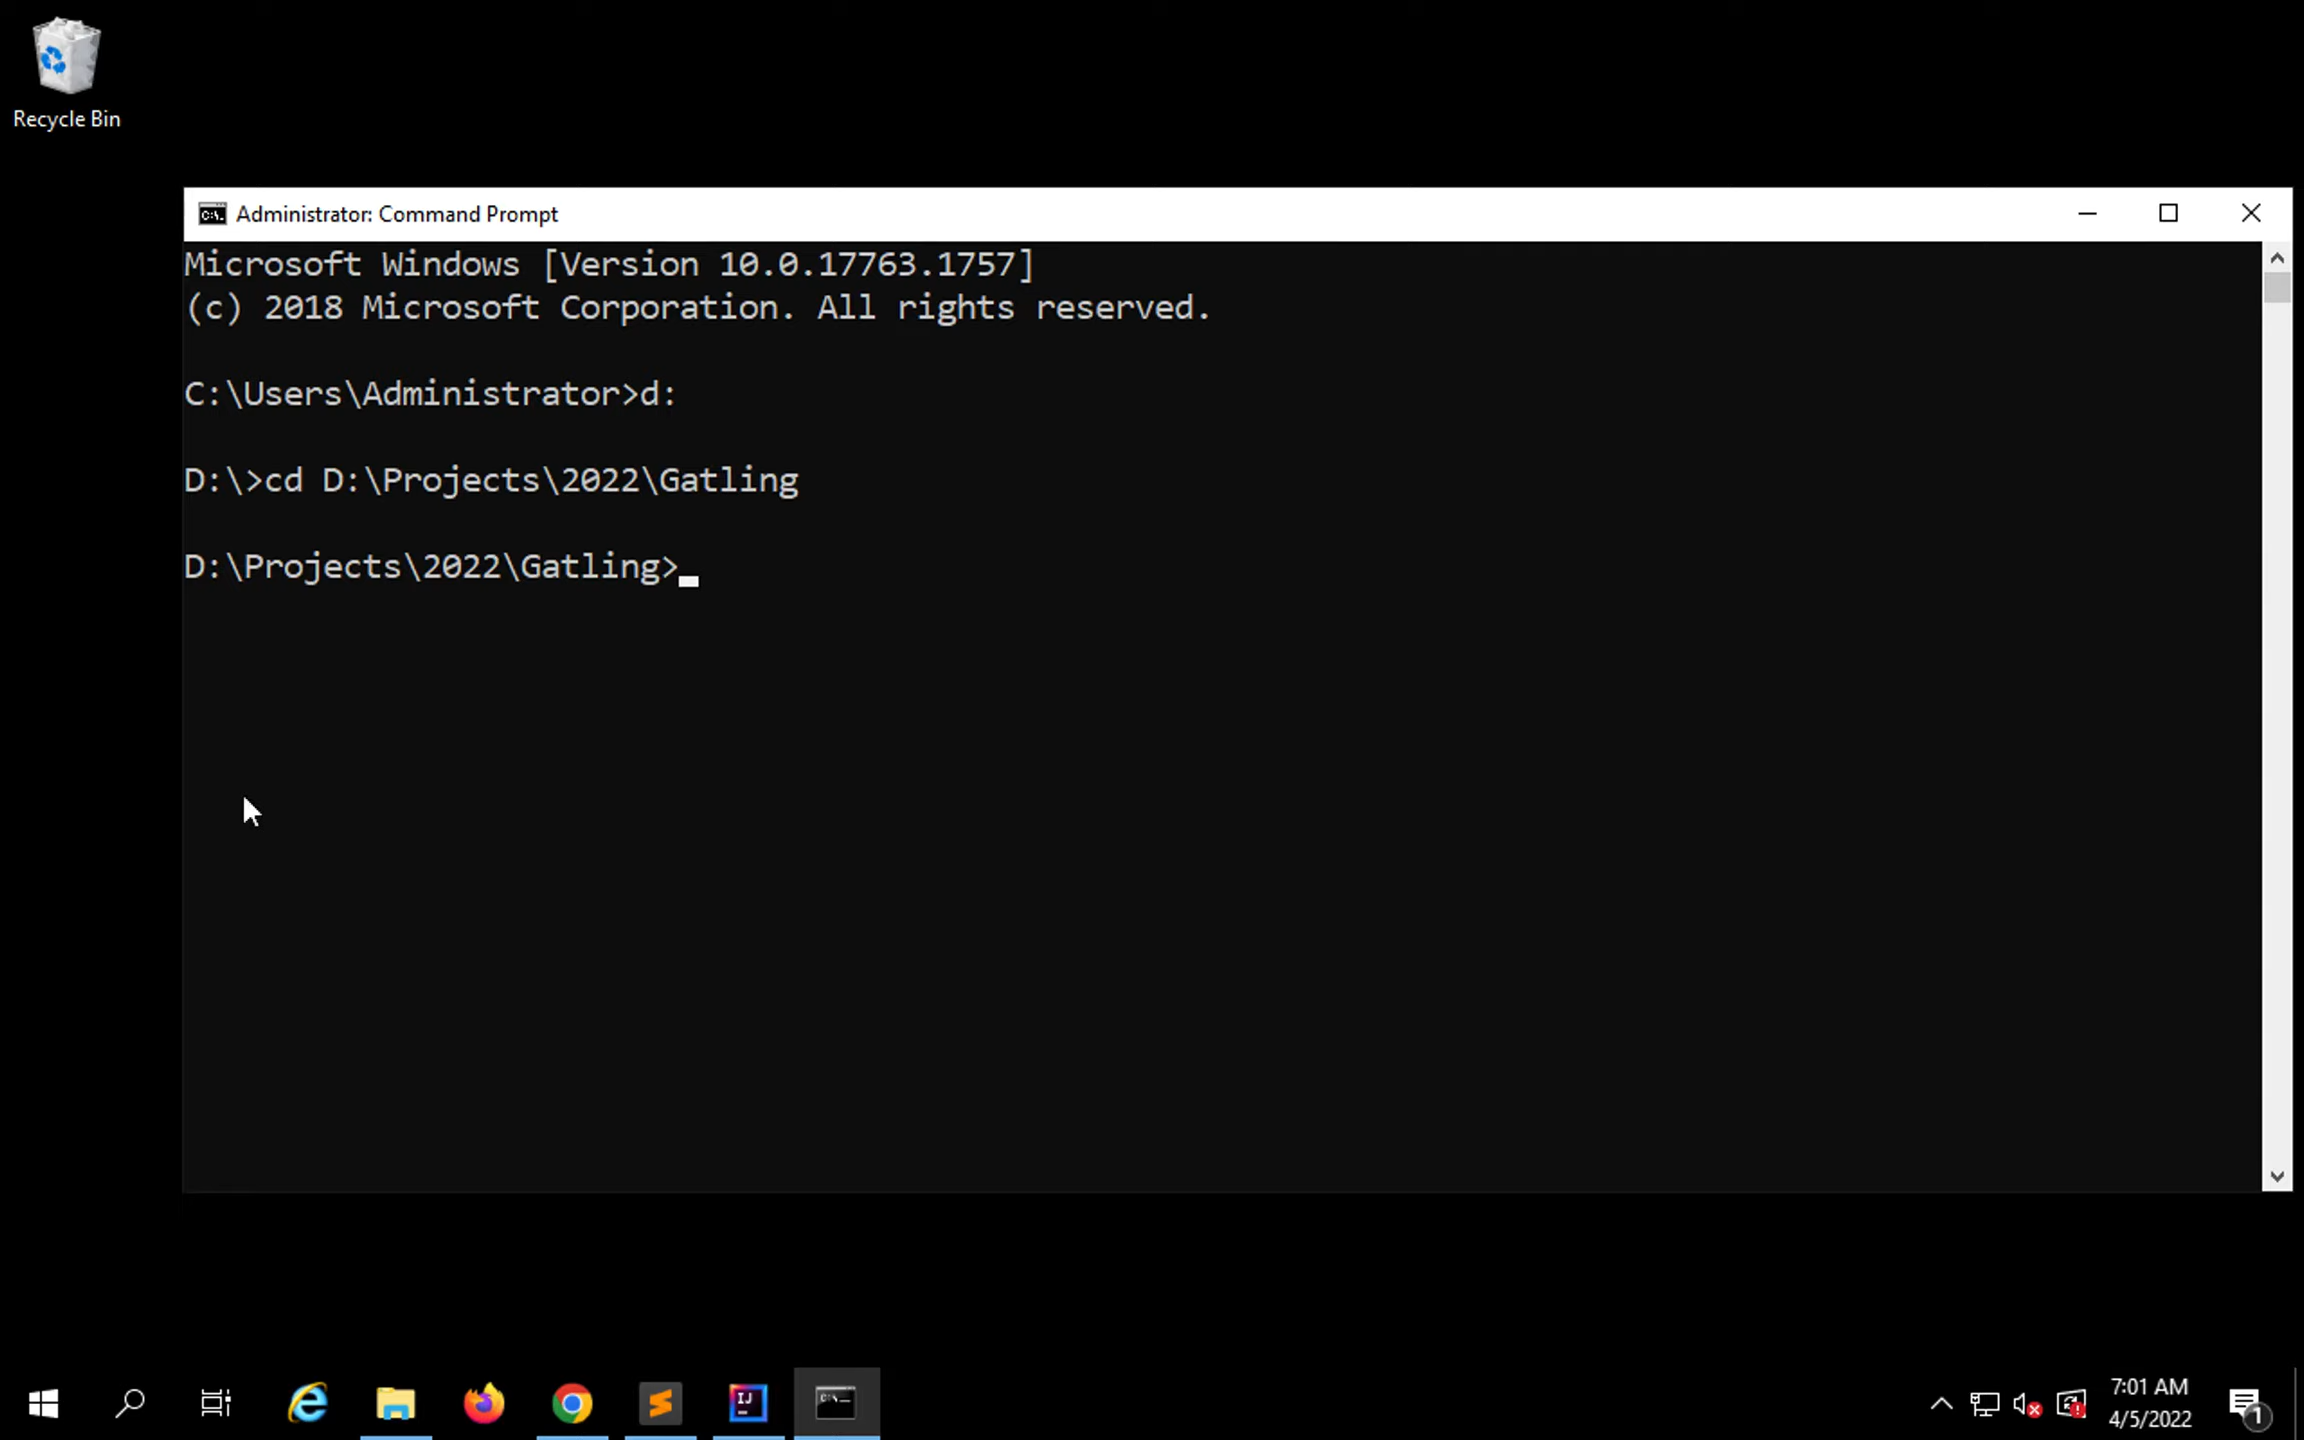 Recycle Bin
Administrator: Command Prompt
Microsoft Windows [Version 10.0.17763.1757]
(c) 2018 Microsoft Corporation. All rights reserved.
C:\Users\Administrator>d:
D:\>cd D:\Projects\2022\Gatling
D:\Projects\2022\Gatling>
7:01 AM
4/5/2022
1